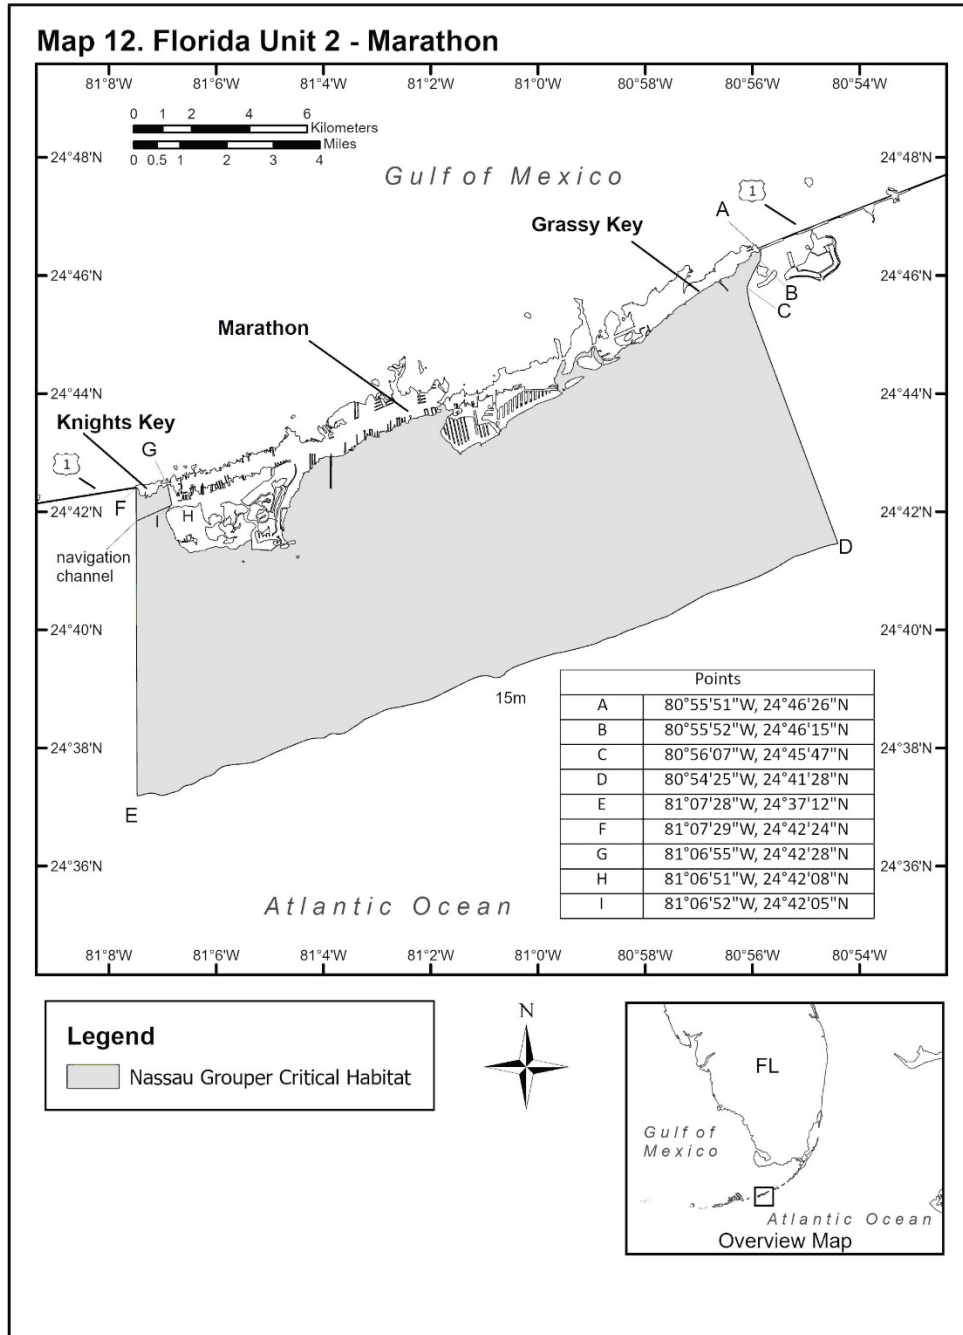 Map 12. Florida Unit 2 - Marathon
81°8'W 81°6'W 81°4'W 81°2'W 81°0'W 80°58'W 80°56'W 80°54'W
0 1 2 4 6
Kilometers
Miles
0 0.5 1 2 3 4
24°48'N 24°48'N
Gulf of Mexico
1
A
Grassy Key
24°46'N 24°46'N
B
C
Marathon
24°44'N 24°44'N
Knights Key
G
1
F H
24°42'N 24°42'N
I
navigation
channel
D
24°40'N 24°40'N
15m
24°38'N 24°38'N
E
24°36'N 24°36'N
Atlantic Ocean
Points
A 80°55'51"W, 24°46'26"N
B 80°55'52"W, 24°46'15"N
C 80°56'07"W, 24°45'47"N
D 80°54'25"W, 24°41'28"N
E 81°07'28"W, 24°37'12"N
F 81°07'29"W, 24°42'24"N
G 81°06'55"W, 24°42'28"N
H 81°06'51"W, 24°42'08"N
I 81°06'52"W, 24°42'05"N
81°8'W 81°6'W 81°4'W 81°2'W 81°0'W 80°58'W 80°56'W 80°54'W
Legend
Nassau Grouper Critical Habitat
N
FL
Gulf of
Mexico
Atlantic Ocean
Overview Map